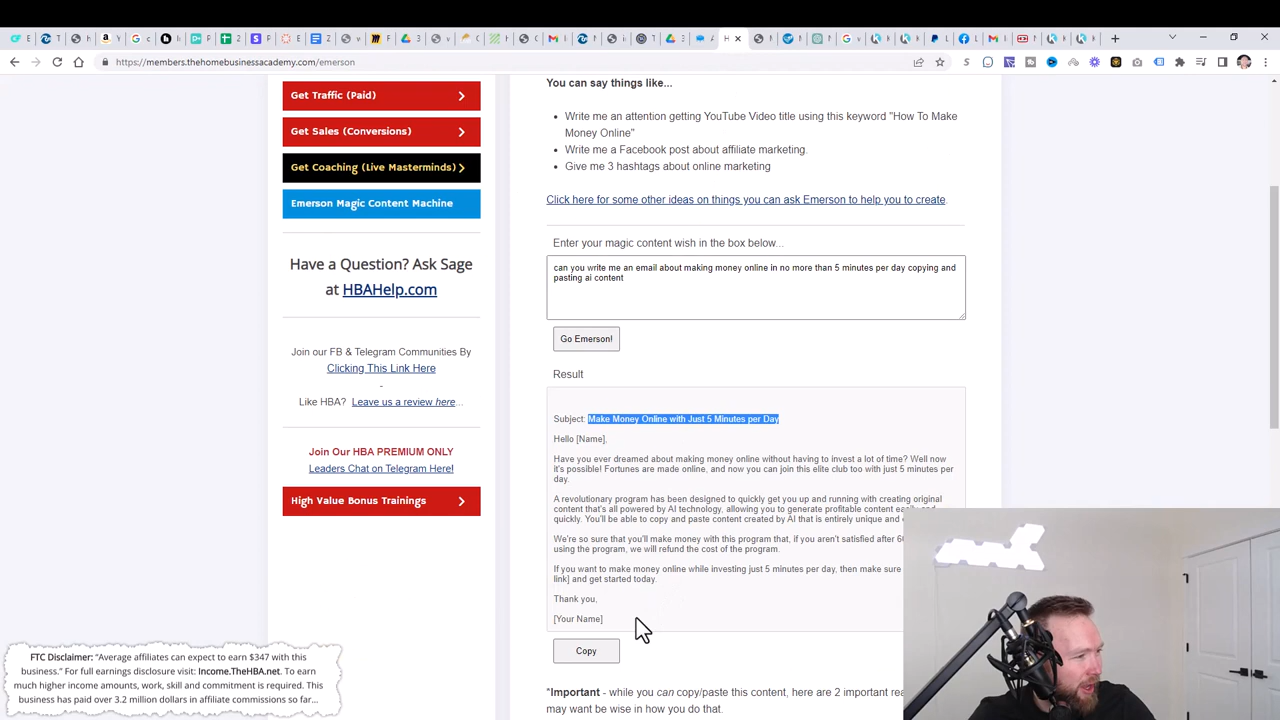 https://members.thehomebusinessacademy.com/emerson
Get Traffic (Paid)
Get Sales (Conversions)
Get Coaching (Live Masterminds)
Emerson Magic Content Machine
Have a Question? Ask Sage
at HBAHelp.com
Join our FB & Telegram Communities By
Clicking This Link Here
-
Like HBA? Leave us a review here...
Join Our HBA PREMIUM ONLY
Leaders Chat on Telegram Here!
High Value Bonus Trainings
You can say things like...
Write me an attention getting YouTube Video title using this keyword "How To Make
Money Online"
Write me a Facebook post about affiliate marketing.
Give me 3 hashtags about online marketing
Click here for some other ideas on things you can ask Emerson to help you to create.
Enter your magic content wish in the box below...
can you write me an email about making money online in no more than 5 minutes per day copying and
pasting ai content
Go Emerson!
Result
Subject: Make Money Online with Just 5 Minutes per Day
Hello [Name],
Have you ever dreamed about making money online without having to invest a lot of time? Well now
it's possible! Fortunes are made online, and now you can join this elite club too with just 5 minutes per
day.
A revolutionary program has been designed to quickly get you up and running with creating original
content that's all powered by AI technology, allowing you to generate profitable content easily and
quickly. You'll be able to copy and paste content created by AI that is entirely unique and
We're so sure that you'll make money with this program that, if you aren't satisfied after
using the program, we will refund the cost of the program.
If you want to make money online while investing just 5 minutes per day, then make sure
link] and get started today.
Thank you,
[Your Name]
Copy
*Important - while you can copy/paste this content, here are 2 important
may want be wise in how you do that.
FTC Disclaimer: "Average affiliates can expect to earn $347 with this
business." For full earnings disclosure visit: Income.TheHBA.net. To earn
much higher income amounts, work, skill and commitment is required. This
business has paid over 3.2 million dollars in affiliate commissions so far...